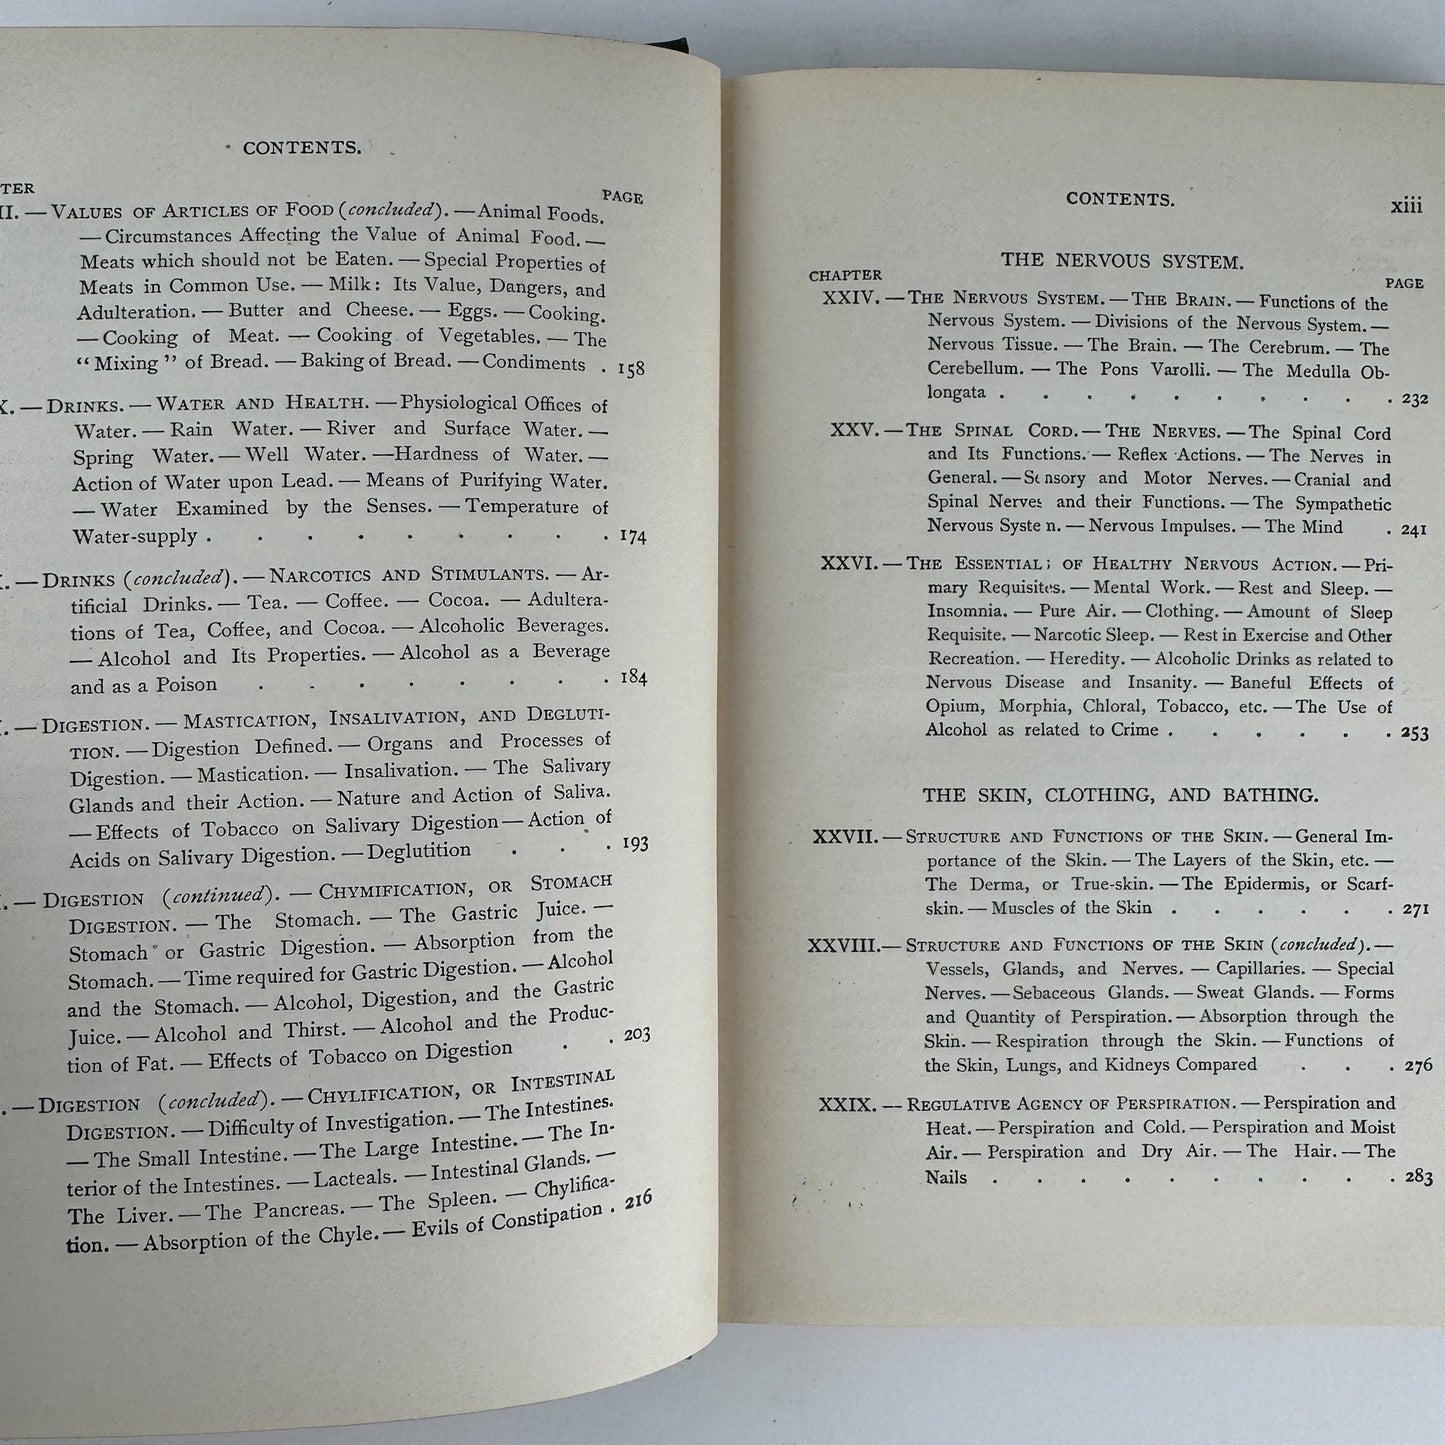 CONTENTS.
PAGE
VALUES OF ARTICLES OF FOOD (concluded). — Animal Foods.
— Circumstances Affecting the Value of Animal Food. —
Meats which should not be Eaten. — Special Properties of
Meats in Common Use. — Milk: Its Value, Dangers, and
Adulteration. — Butter and Cheese. — Eggs. — Cooking.
— Cooking of Meat. — Cooking of Vegetables. — The
“Mixing” of Bread. — Baking of Bread. — Condiments . 158
— DRINKS. — WATER AND HEALTH. — Physiological Offices of
Water. — Rain Water. — River and Surface Water. —
Spring Water. — Well Water. — Hardness of Water. —
Action of Water upon Lead. — Means of Purifying Water.
— Water Examined by the Senses. — Temperature of
Water-supply . . . . . . . . . 174
— DRINKS (concluded). — NARCOTICS AND STIMULANTS. — Ar-
tificial Drinks. — Tea. — Coffee. — Cocoa. — Adultera-
tions of Tea, Coffee, and Cocoa. — Alcoholic Beverages.
— Alcohol and Its Properties. — Alcohol as a Beverage
and as a Poison . . . . . . . . 184
— DIGESTION. — MASTICATION, INSALIVATION, AND DEGLUTI-
TION. — Digestion Defined. — Organs and Processes of
Digestion. — Mastication. — Insalivation. — The Salivary
Glands and their Action. — Nature and Action of Saliva.
— Effects of Tobacco on Salivary Digestion — Action of
Acids on Salivary Digestion. — Deglutition . . . 193
— DIGESTION (continued). — CHYMIFICATION, OR STOMACH
DIGESTION. — The Stomach. — The Gastric Juice. —
Stomach or Gastric Digestion. — Absorption from the
Stomach. — Time required for Gastric Digestion. — Alcohol
and the Stomach. — Alcohol, Digestion, and the Gastric
Juice. — Alcohol and Thirst. — Alcohol and the Produc-
tion of Fat. — Effects of Tobacco on Digestion . . 203
— DIGESTION (concluded). — CHYLIFICATION, OR INTESTINAL
DIGESTION. — Difficulty of Investigation. — The Intestines.
— The Small Intestine. — The Large Intestine. — The In-
terior of the Intestines. — Lacteals. — Intestinal Glands. —
The Liver. — The Pancreas. — The Spleen. — Chylifica-
tion. — Absorption of the Chyle. — Evils of Constipation . 216
CONTENTS. xiii
THE NERVOUS SYSTEM.
CHAPTER PAGE
XXIV. — THE NERVOUS SYSTEM. — THE BRAIN. — Functions of the
Nervous System. — Divisions of the Nervous System. —
Nervous Tissue. — The Brain. — The Cerebrum. — The
Cerebellum. — The Pons Varolli. — The Medulla Ob-
longata . . . . . . . . . . 232
XXV. — THE SPINAL CORD. — THE NERVES. — The Spinal Cord
and Its Functions. — Reflex Actions. — The Nerves in
General. — Sensory and Motor Nerves. — Cranial and
Spinal Nerves and their Functions. — The Sympathetic
Nervous System. — Nervous Impulses. — The Mind . 241
XXVI. — THE ESSENTIALS OF HEALTHY NERVOUS ACTION. — Pri-
mary Requisites. — Mental Work. — Rest and Sleep. —
Insomnia. — Pure Air. — Clothing. — Amount of Sleep
Requisite. — Narcotic Sleep. — Rest in Exercise and Other
Recreation. — Heredity. — Alcoholic Drinks as related to
Nervous Disease and Insanity. — Baneful Effects of
Opium, Morphia, Chloral, Tobacco, etc. — The Use of
Alcohol as related to Crime . . . . . . 253
THE SKIN, CLOTHING, AND BATHING.
XXVII. — STRUCTURE AND FUNCTIONS OF THE SKIN. — General Im-
portance of the Skin. — The Layers of the Skin, etc. —
The Derma, or True-skin. — The Epidermis, or Scarf-
skin. — Muscles of the Skin . . . . . . 271
XXVIII. — STRUCTURE AND FUNCTIONS OF THE SKIN (concluded). —
Vessels, Glands, and Nerves. — Capillaries. — Special
Nerves. — Sebaceous Glands. — Sweat Glands. — Forms
and Quantity of Perspiration. — Absorption through the
Skin. — Respiration through the Skin. — Functions of
the Skin, Lungs, and Kidneys Compared . . . 276
XXIX. — REGULATIVE AGENCY OF PERSPIRATION. — Perspiration and
Heat. — Perspiration and Cold. — Perspiration and Moist
Air. — Perspiration and Dry Air. — The Hair. — The
Nails . . . . . . . . . . 283